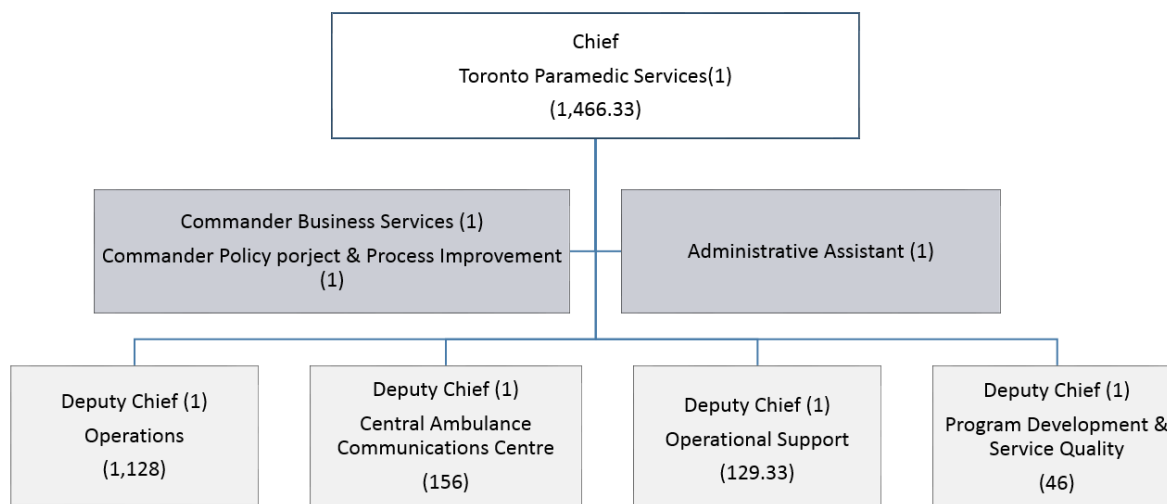 Chief
Toronto Paramedic Services(1)
(1,466.33)
Commander Business Services (1)
Commander Policy porject & Process Improvement
(1)
Administrative Assistant (1)
Deputy Chief (1)
Operations
(1,128)
Deputy Chief (1)
Central Ambulance
Communications Centre
(156)
Deputy Chief (1)
Operational Support
(129.33)
Deputy Chief (1)
Program Development &
Service Quality
(46)